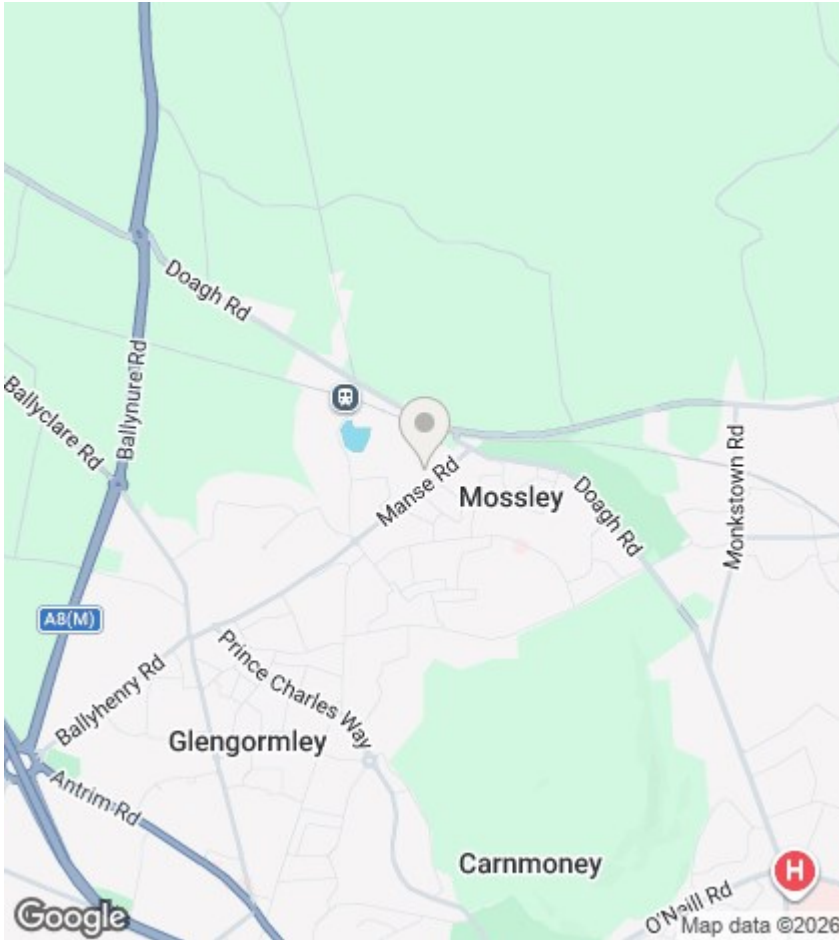 Doagh Rd
Ballynure Rd
Ballyclare Rd
Manse Rd
Mossley
Doagh Rd
Monkstown Rd
A8(M)
Prince Charles Way
Ballyhenry Rd
Glengormley
Antrim Rd
Carnmoney
H
O'Neill Rd
Google
Map data ©2026